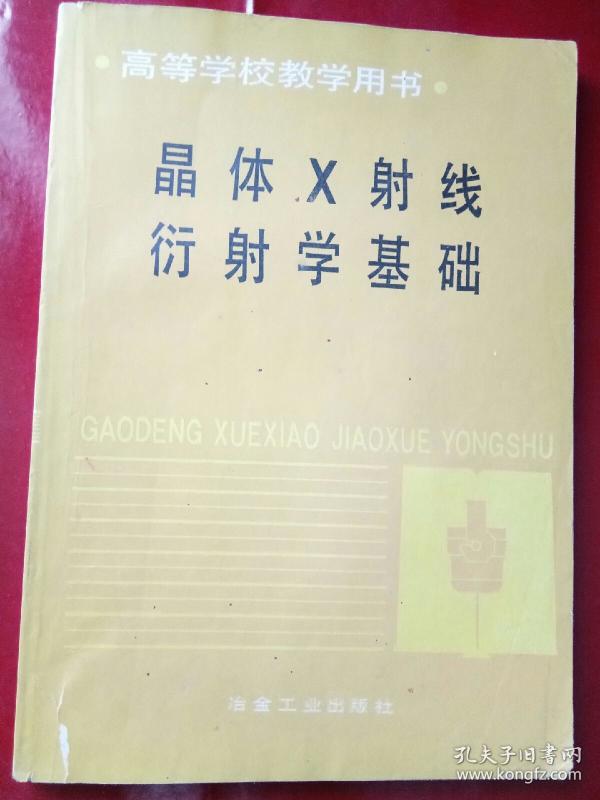 ·高等学校教学用书·
晶体X射线
衍射学基础
GAODENG XUEXIAO JIAOXUE YONGSHU
冶金工业出版社
孔夫子旧书网
www.kongfz.com